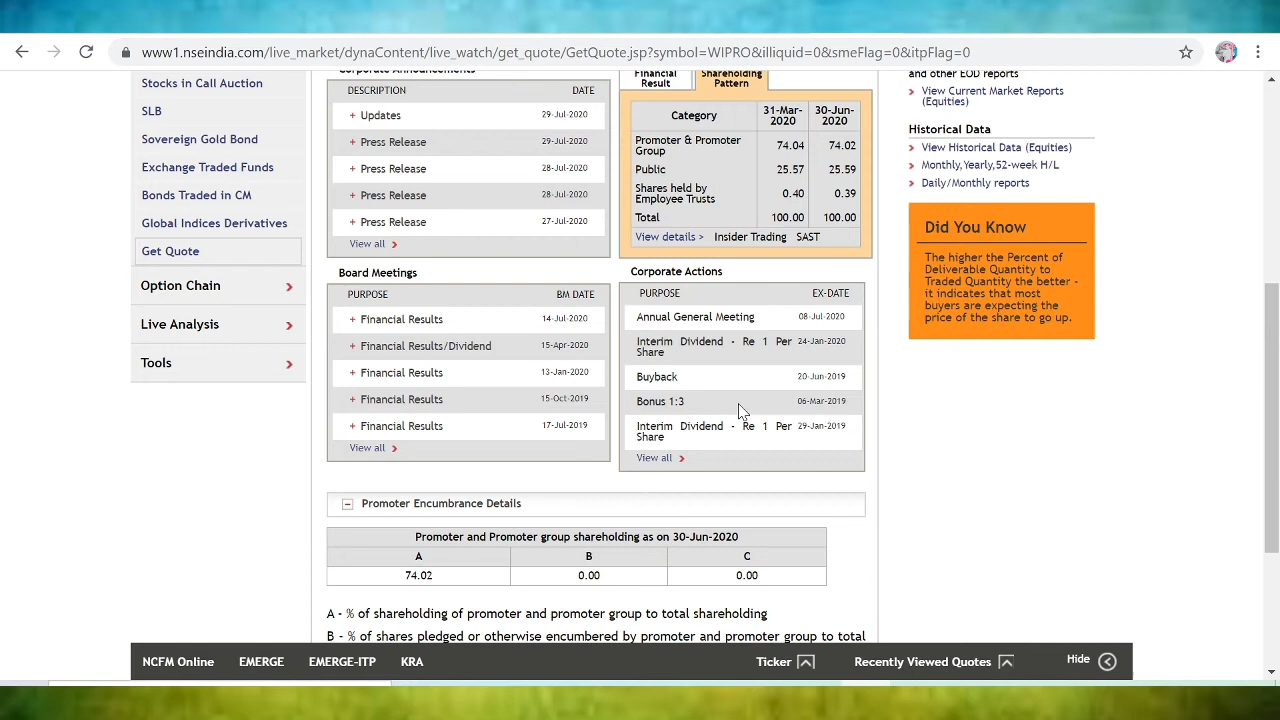 www1.nseindia.com/live_market/dynaContent/live_watch/get_quote/GetQuote.jsp?symbol=WIPRO&illiquid=0&smeFlag=0&itpFlag=0
Stocks in Call Auction
SLB
Sovereign Gold Bond
Exchange Traded Funds
Bonds Traded in CM
Global Indices Derivatives
Get Quote
Option Chain
Live Analysis
Tools
Corporate Announcements
DESCRIPTION DATE
+ Updates 29-Jul-2020
+ Press Release 29-Jul-2020
+ Press Release 28-Jul-2020
+ Press Release 28-Jul-2020
+ Press Release 27-Jul-2020
View all
Financial
Result
Shareholding
Pattern
Category 31-Mar-2020 30-Jun-2020
Promoter & Promoter
Group 74.04 74.02
Public 25.57 25.59
Shares held by
Employee Trusts 0.40 0.39
Total 100.00 100.00
View details > Insider Trading SAST
Board Meetings
PURPOSE BM DATE
+ Financial Results 14-Jul-2020
+ Financial Results/Dividend 15-Apr-2020
+ Financial Results 13-Jan-2020
+ Financial Results 15-Oct-2019
+ Financial Results 17-Jul-2019
View all
Corporate Actions
PURPOSE EX-DATE
Annual General Meeting 08-Jul-2020
Interim Dividend - Re 1 Per 24-Jan-2020
Share
Buyback 20-Jun-2019
Bonus 1:3 06-Mar-2019
Interim Dividend - Re 1 Per 29-Jan-2019
Share
View all
Promoter Encumbrance Details
Promoter and Promoter group shareholding as on 30-Jun-2020
A B C
74.02 0.00 0.00
A - % of shareholding of promoter and promoter group to total shareholding
B - % of shares pledged or otherwise encumbered by promoter and promoter group to total
and other EOD reports
View Current Market Reports
(Equities)
Historical Data
View Historical Data (Equities)
Monthly,Yearly,52-week H/L
Daily/Monthly reports
Did You Know
The higher the Percent of
Deliverable Quantity to
Traded Quantity the better -
it indicates that most
buyers are expecting the
price of the share to go up.
NCFM Online EMERGE EMERGE-ITP KRA Ticker Recently Viewed Quotes Hide